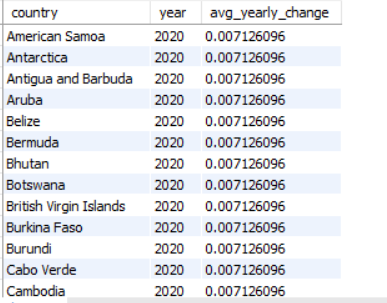 country year avg_yearly_change
American Samoa 2020 0.007126096
Antarctica 2020 0.007126096
Antigua and Barbuda 2020 0.007126096
Aruba 2020 0.007126096
Belize 2020 0.007126096
Bermuda 2020 0.007126096
Bhutan 2020 0.007126096
Botswana 2020 0.007126096
British Virgin Islands 2020 0.007126096
Burkina Faso 2020 0.007126096
Burundi 2020 0.007126096
Cabo Verde 2020 0.007126096
Cambodia 2020 0.007126096